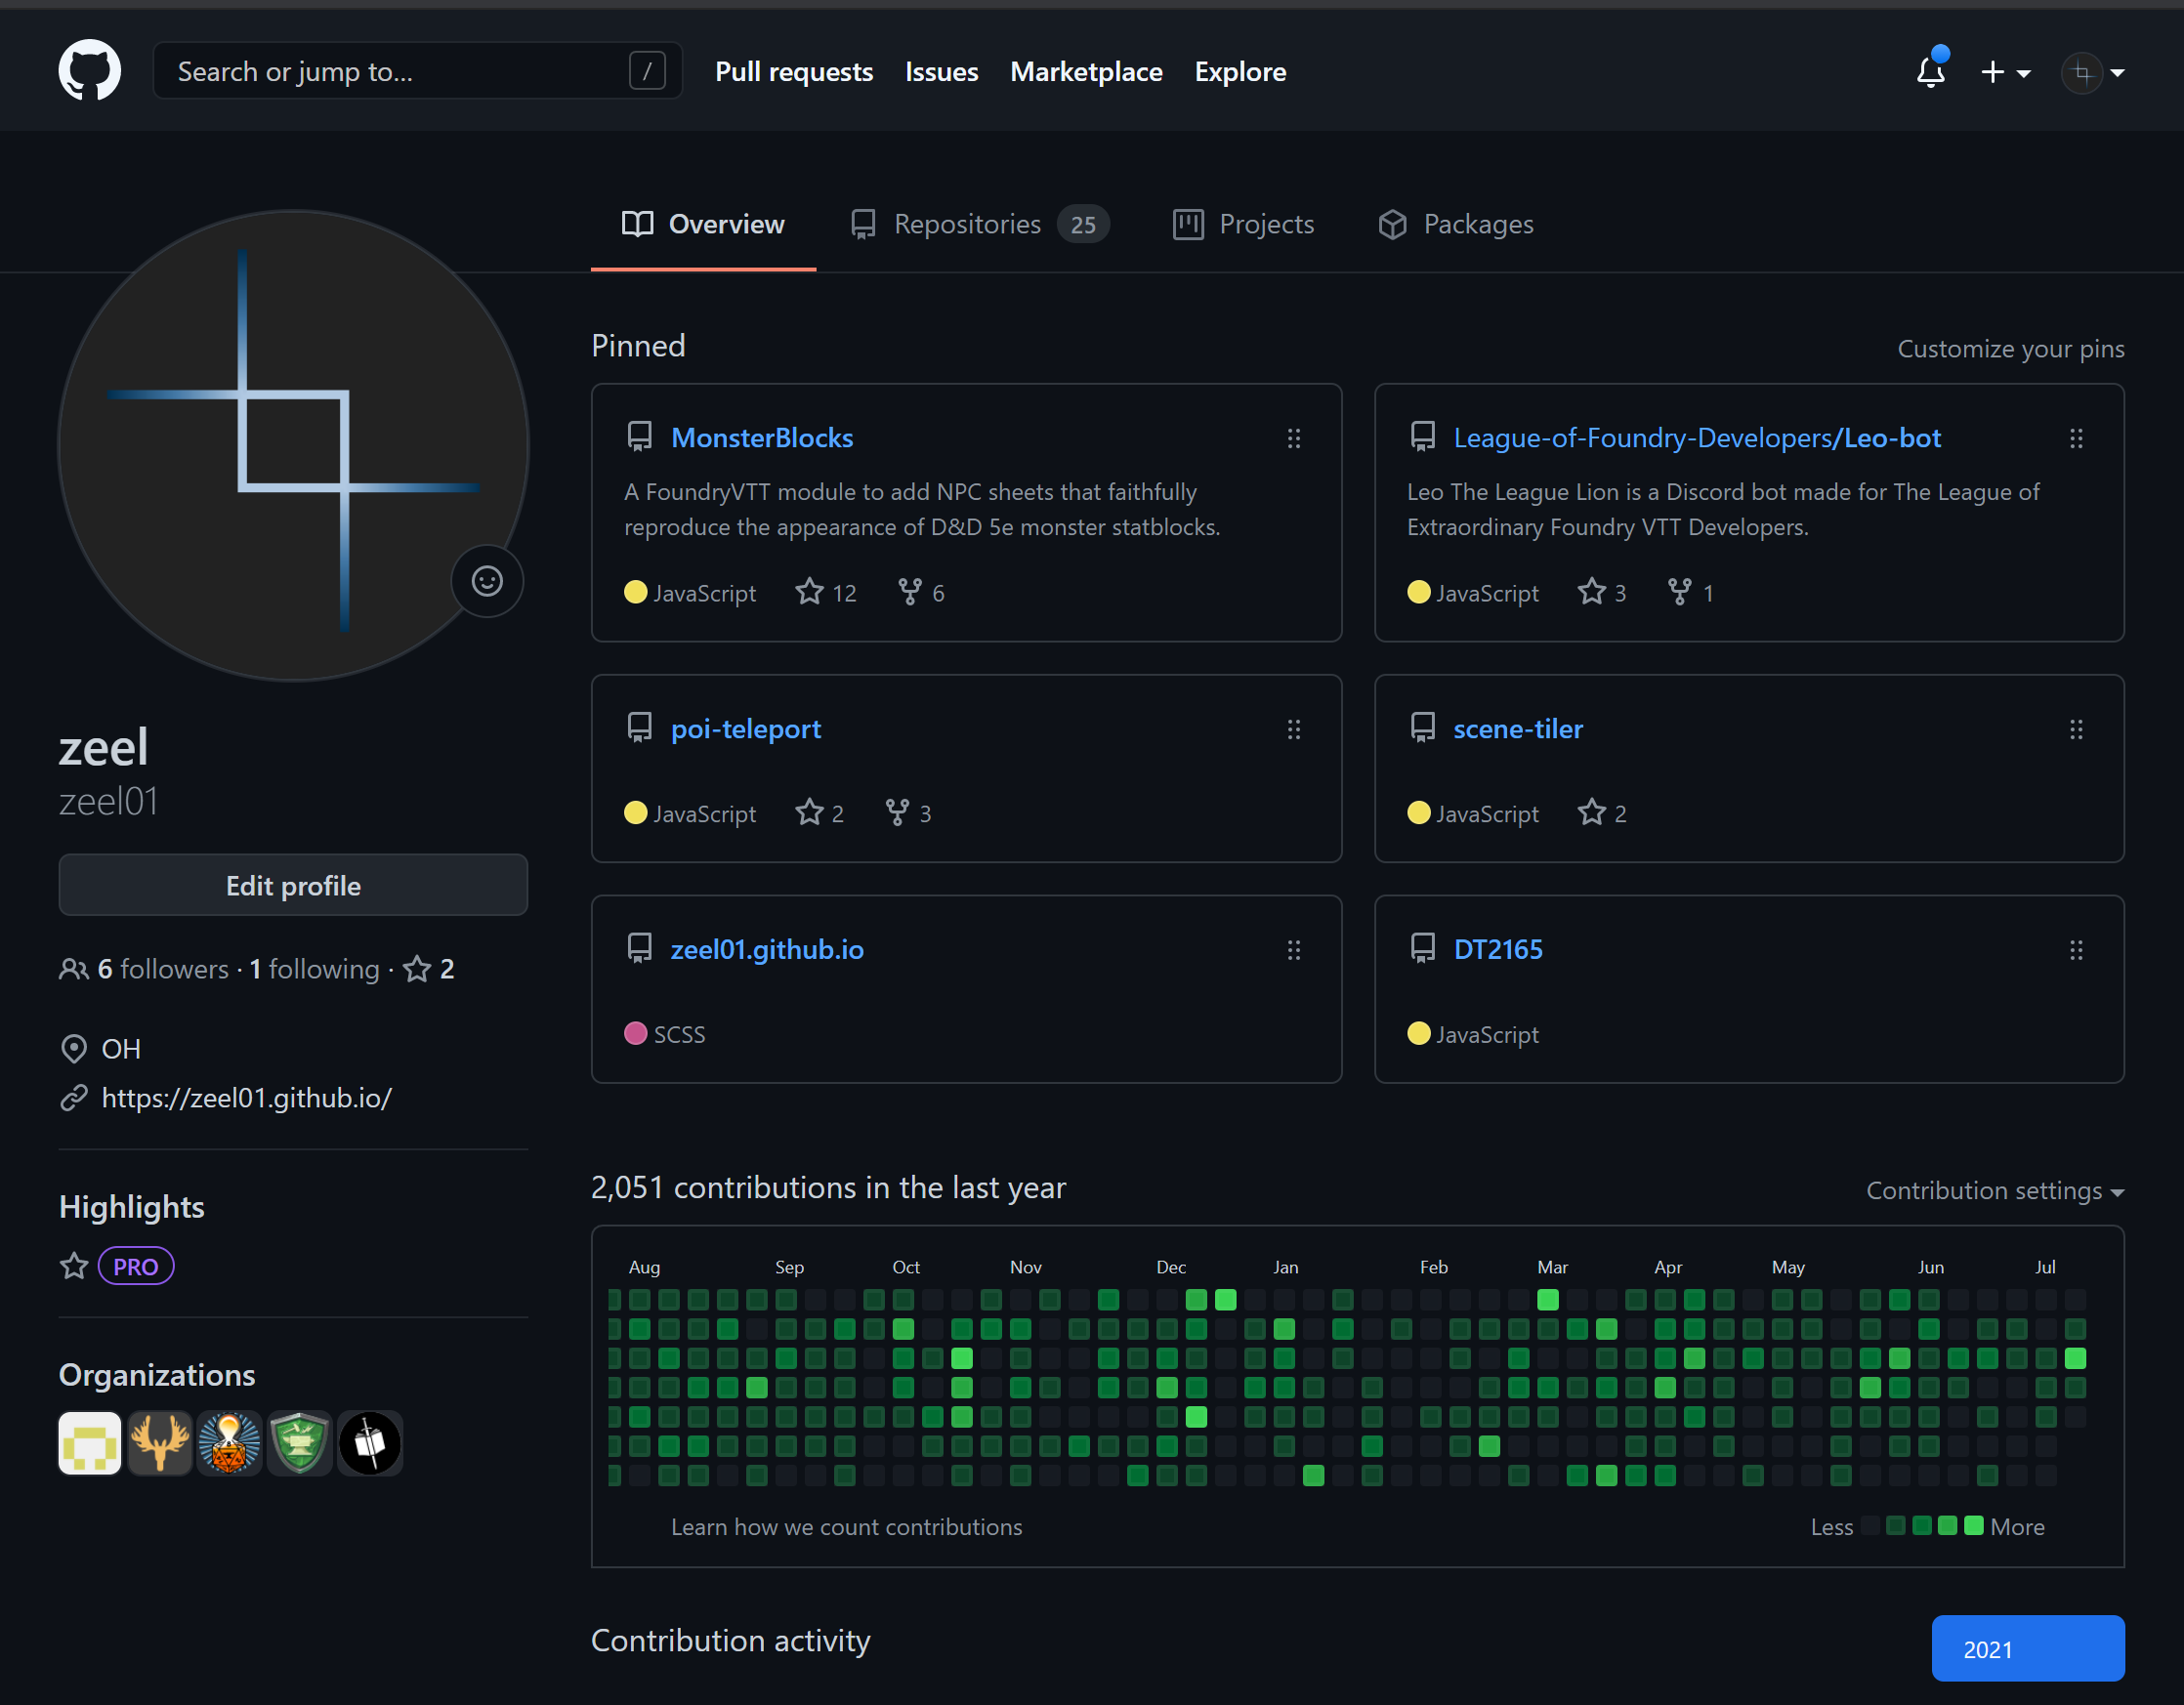 Search or jump to... /
Pull requests
Issues
Marketplace
Explore
Overview
Repositories 25
Projects
Packages
zeel
zeel01
Edit profile
6 followers · 1 following · 2
OH
https://zeel01.github.io/
Highlights
PRO
Organizations
Pinned
Customize your pins
MonsterBlocks
A FoundryVTT module to add NPC sheets that faithfully
reproduce the appearance of D&D 5e monster statblocks.
JavaScript 12 6
League-of-Foundry-Developers/Leo-bot
Leo The League Lion is a Discord bot made for The League of
Extraordinary Foundry VTT Developers.
JavaScript 3 1
poi-teleport
JavaScript 2 3
scene-tiler
JavaScript 2
zeel01.github.io
SCSS
DT2165
JavaScript
2,051 contributions in the last year
Contribution settings
Aug Sep Oct Nov Dec Jan Feb Mar Apr May Jun Jul
Learn how we count contributions
Less More
Contribution activity
2021